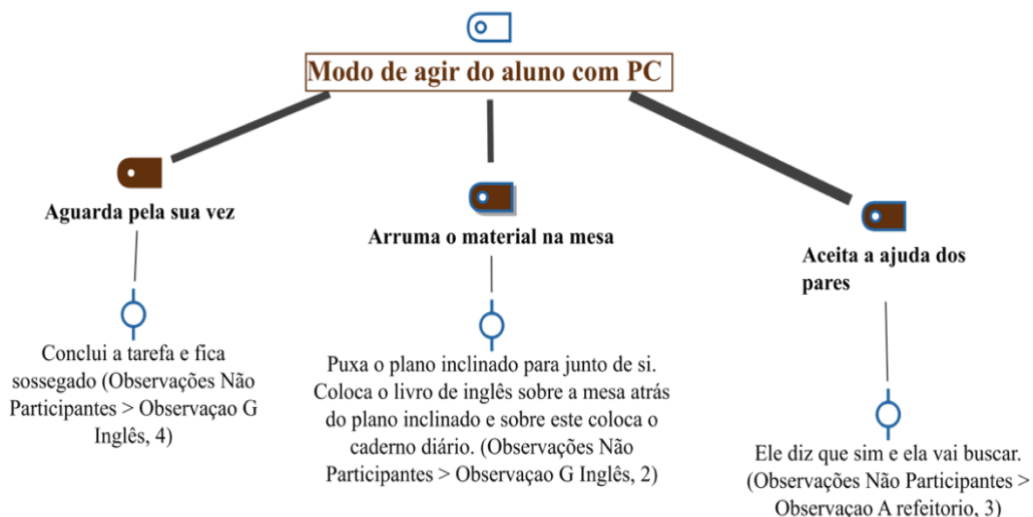 Modo de agir do aluno com PC
Aguarda pela sua vez
Conclui a tarefa e fica
sossegado (Observações Não
Participantes > Observaçao G
Inglês, 4)
Arruma o material na mesa
Puxa o plano inclinado para junto de si.
Coloca o livro de inglês sobre a mesa atrás
do plano inclinado e sobre este coloca o
caderno diário. (Observações Não
Participantes > Observaçao G Inglês, 2)
Aceita a ajuda dos
pares
Ele diz que sim e ela vai buscar.
(Observações Não Participantes >
Observaçao A refeitorio, 3)